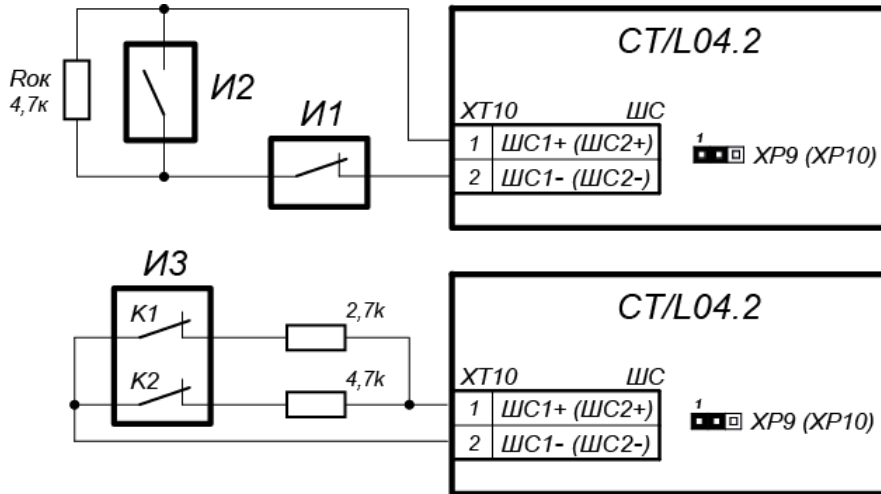 CT/L04.2
Rок
4,7к
И2
И1
XT10 ШС
1 ШС1+ (ШС2+)
2 ШС1- (ШС2-)
1
XP9 (XP10)
И3
K1
K2
2,7k
4,7k
CT/L04.2
XT10 ШС
1 ШС1+ (ШС2+)
2 ШС1- (ШС2-)
1
XP9 (XP10)